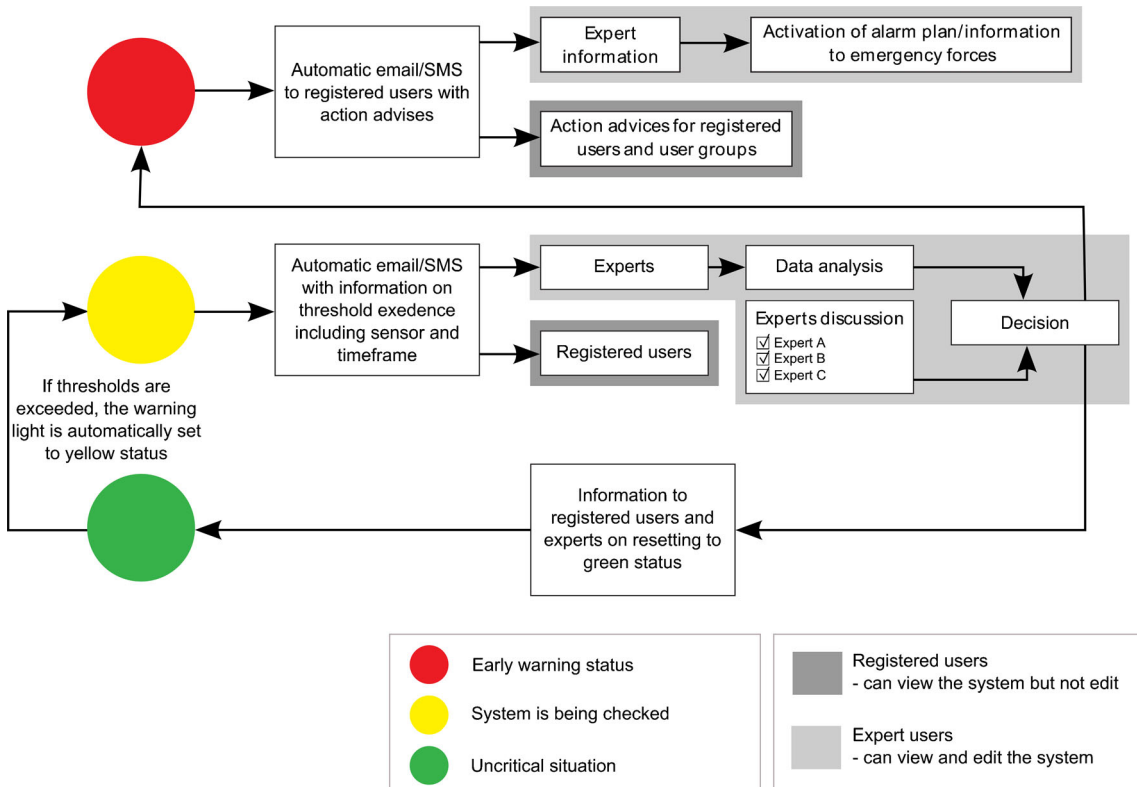 Automatic email/SMS
to registered users with
action advises
Expert
information
Activation of alarm plan/information
to emergency forces
Action advices for registered
users and user groups
Automatic email/SMS
with information on
threshold exedence
including sensor and
timeframe
Experts
Data analysis
Experts discussion
Expert A
Expert B
Expert C
Decision
Registered users
If thresholds are
exceeded, the warning
light is automatically set
to yellow status
Information to
registered users and
experts on resetting to
green status
Early warning status
System is being checked
Uncritical situation
Registered users
- can view the system but not edit
Expert users
- can view and edit the system